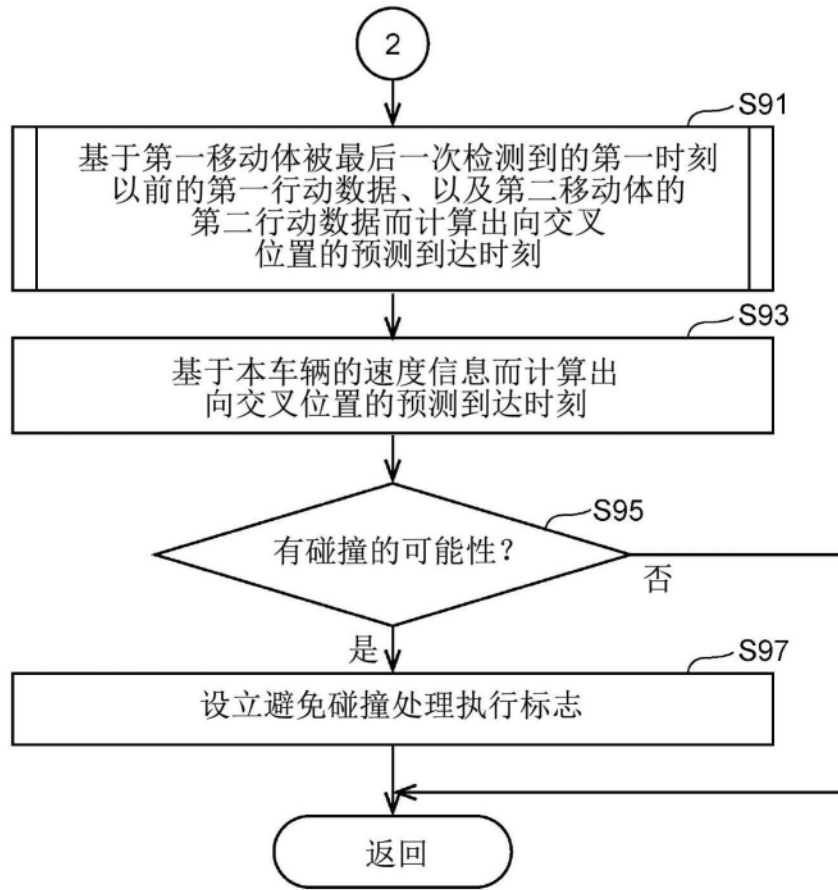 2
S91
基于第一移动体被最后一次检测到的第一时刻
以前的第一行动数据、以及第二移动体的
第二行动数据而计算出向交叉
位置的预测到达时刻
S93
基于本车辆的速度信息而计算出
向交叉位置的预测到达时刻
S95
有碰撞的可能性?
否
是
S97
设立避免碰撞处理执行标志
返回